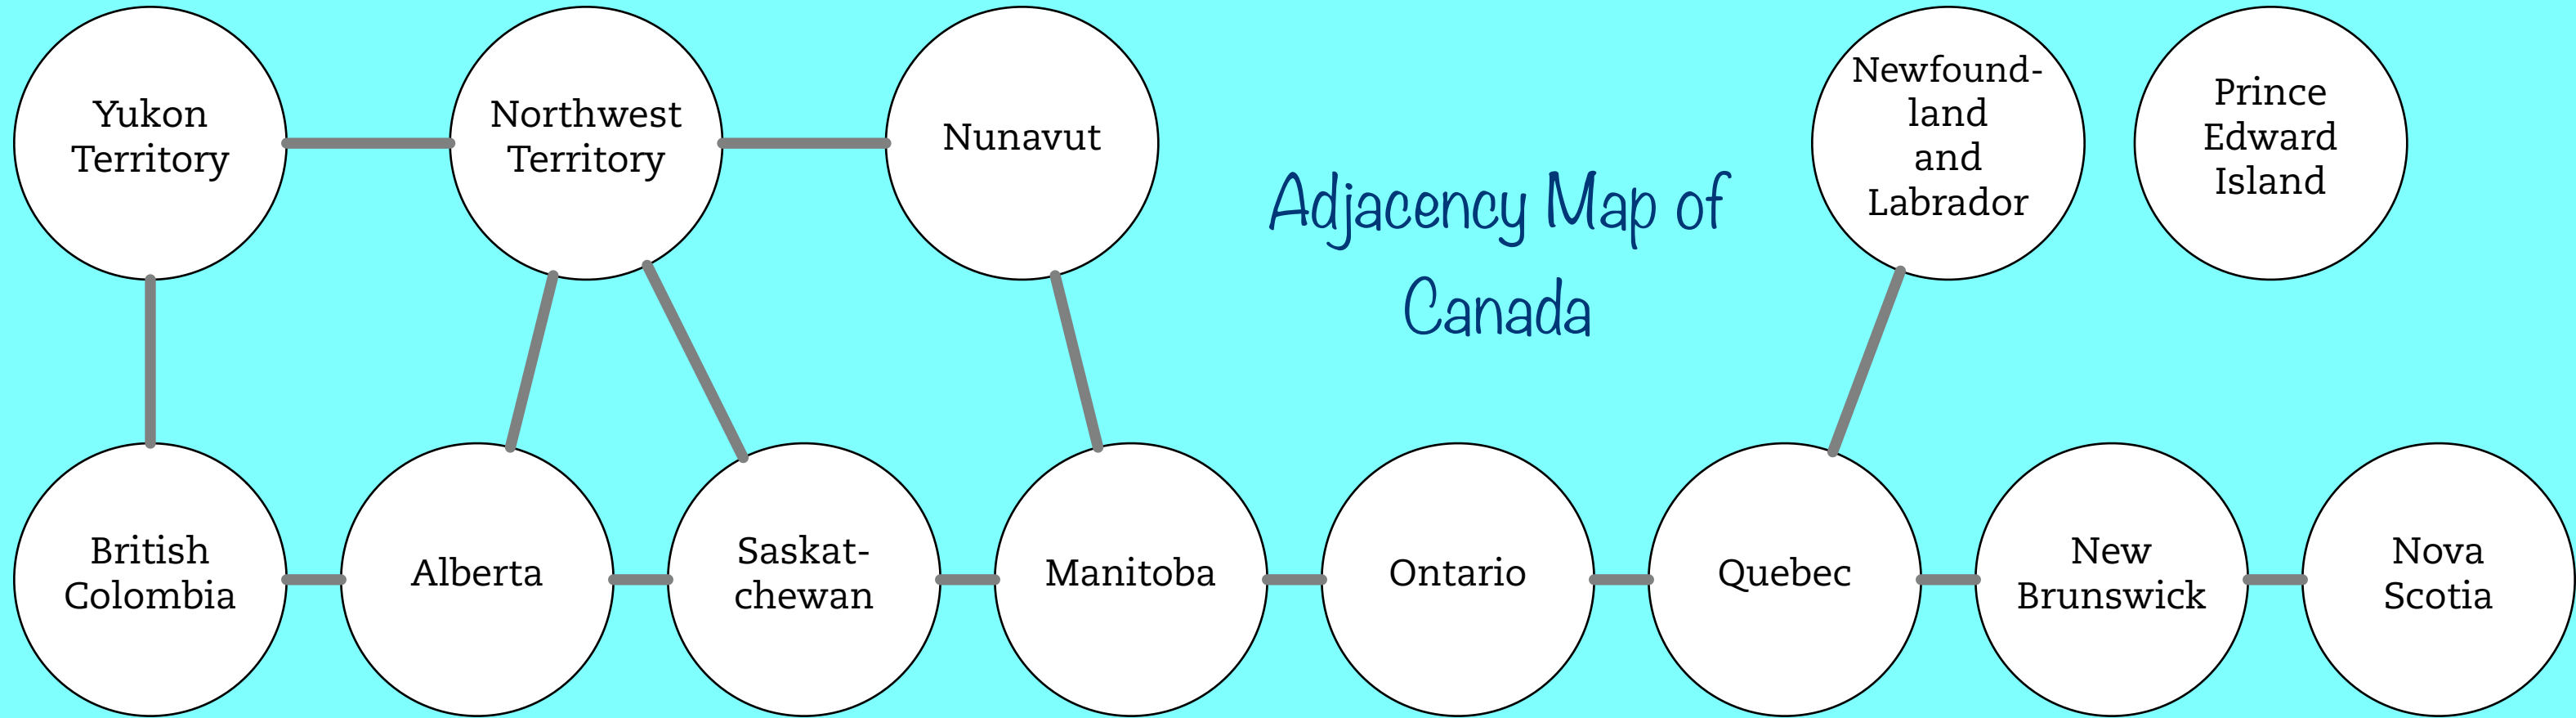 Yukon
Territory
Northwest
Territory
Nunavut
Newfound-
land
and
Labrador
Prince
Edward
Island
Adjacency Map of
Canada
British
Colombia
Alberta
Saskat-
chewan
Manitoba
Ontario
Quebec
New
Brunswick
Nova
Scotia